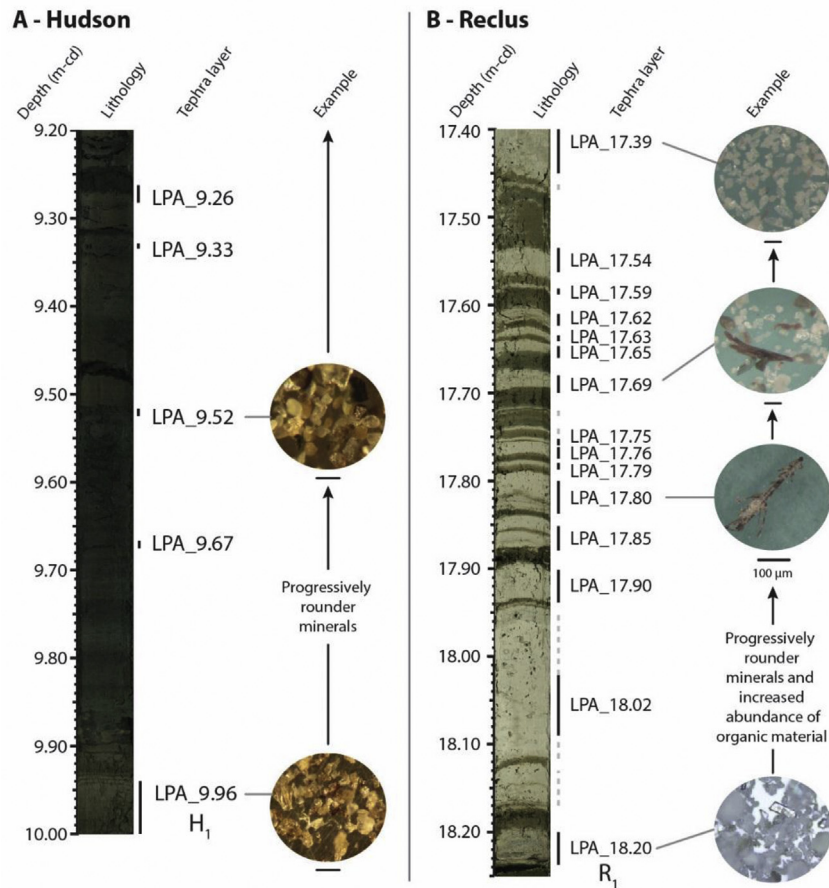 A - Hudson
Depth (m-cd)
Lithology
Tephra layer
Example
9.20
9.30
9.40
9.50
9.60
9.70
9.80
9.90
10.00
LPA_9.26
LPA_9.33
LPA_9.52
LPA_9.67
LPA_9.96
H₁
Progressively
rounder
minerals
B - Reclus
Depth (m-cd)
Lithology
Tephra layer
Example
17.40
17.50
17.60
17.70
17.80
17.90
18.00
18.10
18.20
LPA_17.39
LPA_17.54
LPA_17.59
LPA_17.62
LPA_17.63
LPA_17.65
LPA_17.69
LPA_17.75
LPA_17.76
LPA_17.79
LPA_17.80
LPA_17.85
LPA_17.90
LPA_18.02
LPA_18.20
R₁
100 µm
Progressively
rounder
minerals and
increased
abundance of
organic material